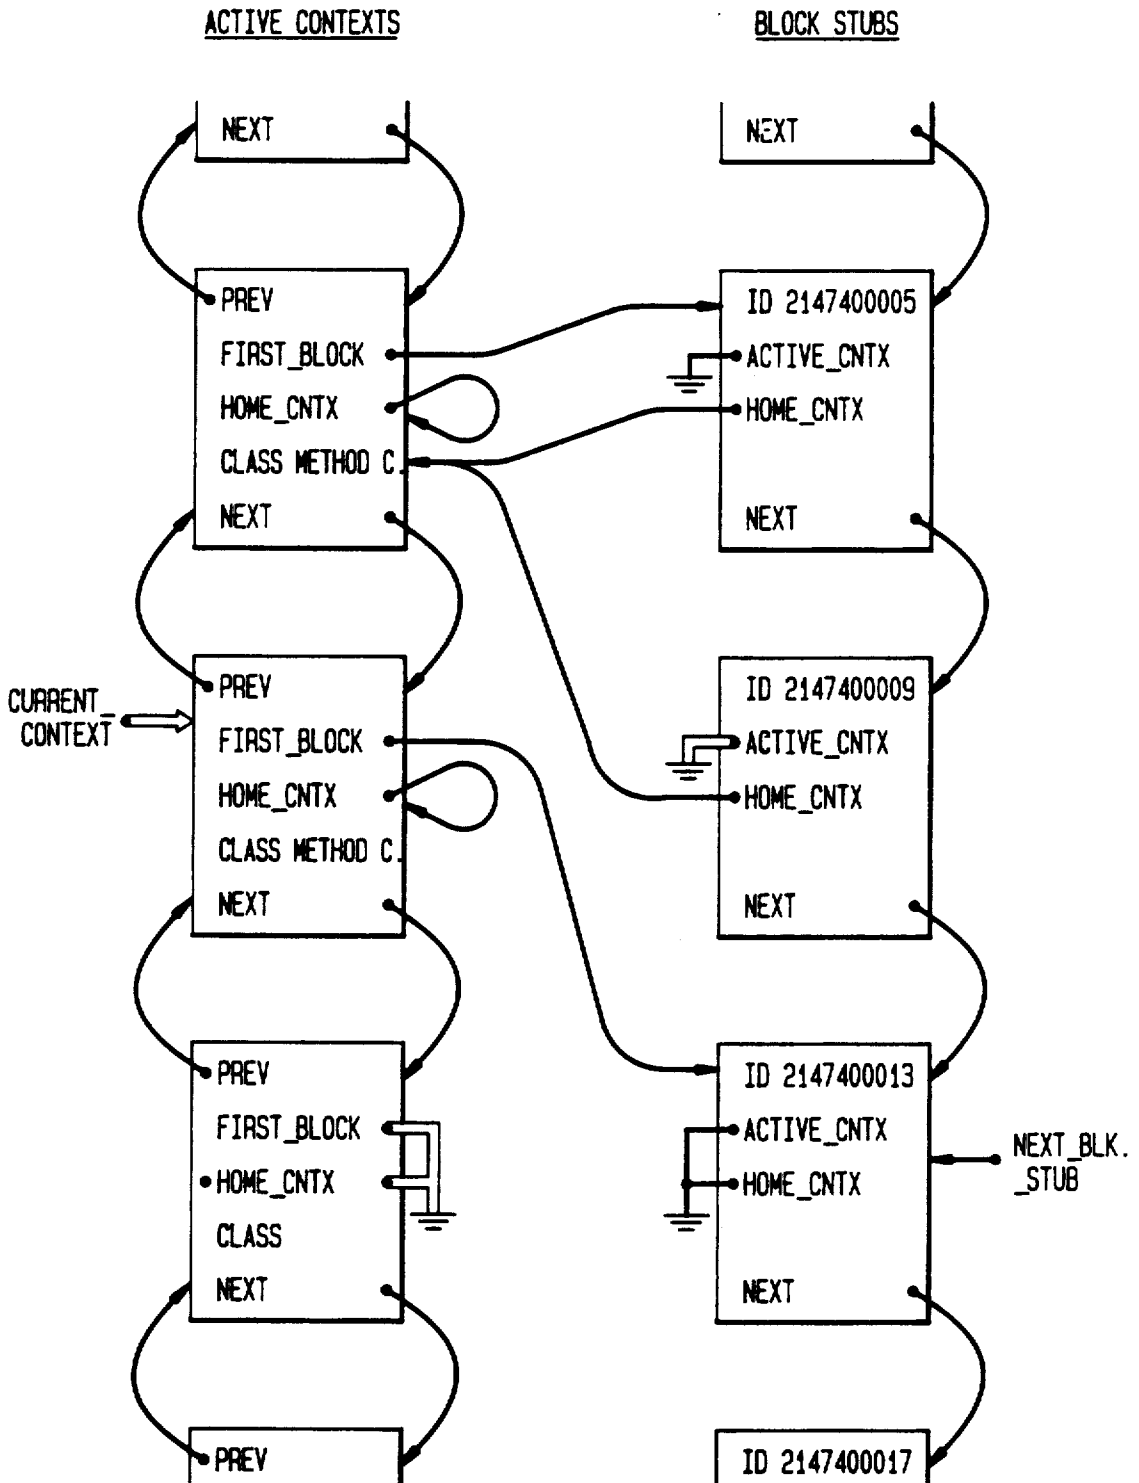 ACTIVE CONTEXTS
BLOCK STUBS
NEXT
NEXT
PREV
FIRST_BLOCK
HOME_CNTX
CLASS METHOD C.
NEXT
ID 2147400005
ACTIVE_CNTX
HOME_CNTX
NEXT
CURRENT_
CONTEXT
PREV
FIRST_BLOCK
HOME_CNTX
CLASS METHOD C.
NEXT
ID 2147400009
ACTIVE_CNTX
HOME_CNTX
NEXT
PREV
FIRST_BLOCK
HOME_CNTX
CLASS
NEXT
ID 2147400013
ACTIVE_CNTX
HOME_CNTX
NEXT
NEXT_BLK.
_STUB
PREV
ID 2147400017